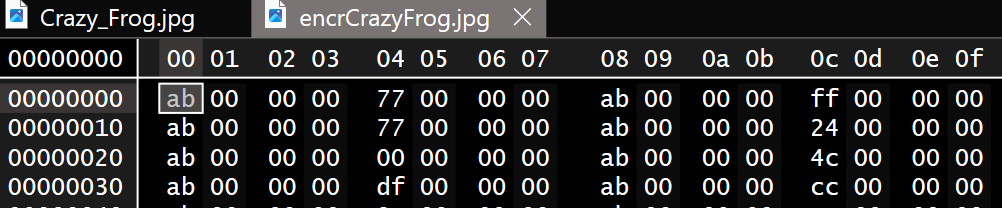 Crazy_Frog.jpg encrCrazyFrog.jpg
00000000 00 01 02 03 04 05 06 07 08 09 0a 0b 0c 0d 0e 0f
00000000 ab 00 00 00 77 00 00 00 ab 00 00 00 ff 00 00 00
00000010 ab 00 00 00 77 00 00 00 ab 00 00 00 24 00 00 00
00000020 ab 00 00 00 00 00 00 00 ab 00 00 00 4c 00 00 00
00000030 ab 00 00 00 df 00 00 00 ab 00 00 00 cc 00 00 00